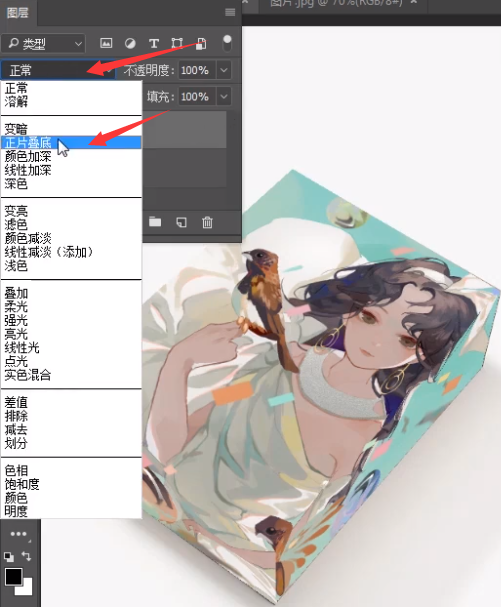 图层
图片.jpg @ 70%(RGB/8#)
类型
正常
不透明度: 100%
填充: 100%
正常
溶解
变暗
正片叠底
颜色加深
线性加深
深色
变亮
滤色
颜色减淡
线性减淡（添加）
浅色
叠加
柔光
强光
亮光
线性光
点光
实色混合
差值
排除
减去
划分
色相
饱和度
颜色
明度